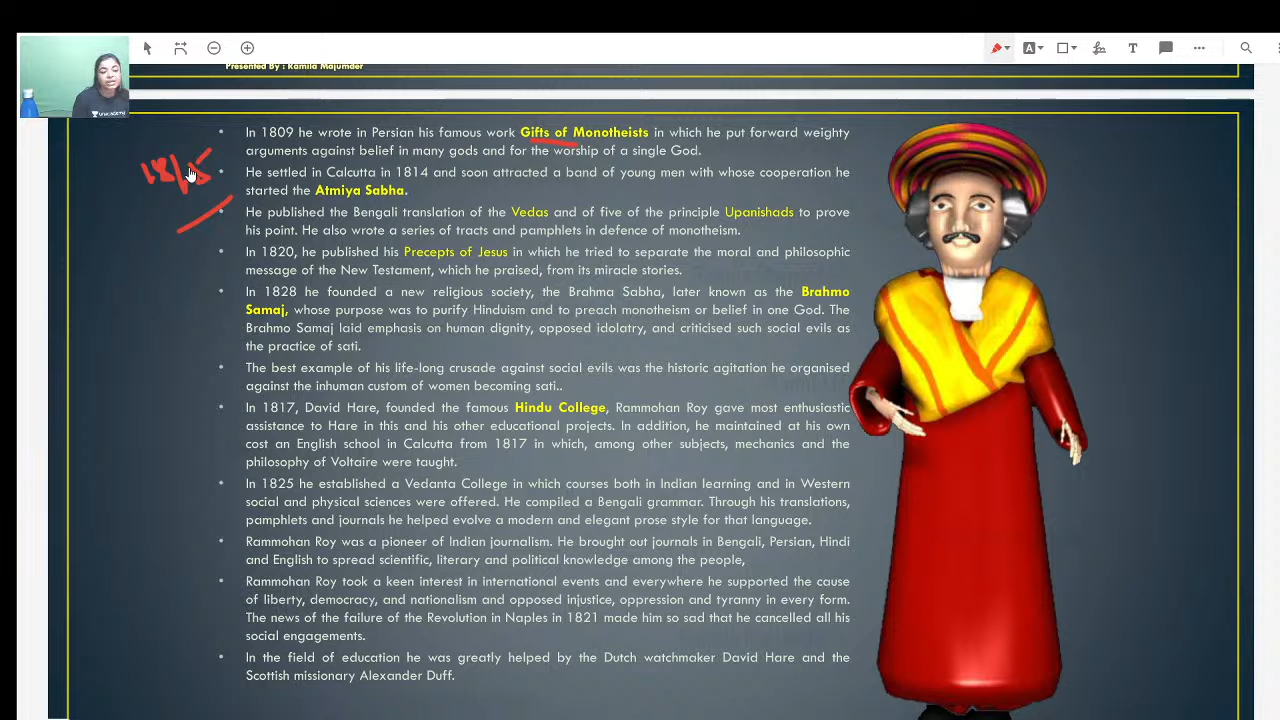 Presented By : Kamila Majumder
unacademy
• In 1809 he wrote in Persian his famous work Gifts of Monotheists in which he put forward weighty
arguments against belief in many gods and for the worship of a single God.
18/15
• He settled in Calcutta in 1814 and soon attracted a band of young men with whose cooperation he
started the Atmiya Sabha.
• He published the Bengali translation of the Vedas and of five of the principle Upanishads to prove
his point. He also wrote a series of tracts and pamphlets in defence of monotheism.
• In 1820, he published his Precepts of Jesus in which he tried to separate the moral and philosophic
message of the New Testament, which he praised, from its miracle stories.
• In 1828 he founded a new religious society, the Brahma Sabha, later known as the Brahmo
Samaj, whose purpose was to purify Hinduism and to preach monotheism or belief in one God. The
Brahmo Samaj laid emphasis on human dignity, opposed idolatry, and criticised such social evils as
the practice of sati.
• The best example of his life-long crusade against social evils was the historic agitation he organised
against the inhuman custom of women becoming sati..
• In 1817, David Hare, founded the famous Hindu College, Rammohan Roy gave most enthusiastic
assistance to Hare in this and his other educational projects. In addition, he maintained at his own
cost an English school in Calcutta from 1817 in which, among other subjects, mechanics and the
philosophy of Voltaire were taught.
• In 1825 he established a Vedanta College in which courses both in Indian learning and in Western
social and physical sciences were offered. He compiled a Bengali grammar. Through his translations,
pamphlets and journals he helped evolve a modern and elegant prose style for that language.
• Rammohan Roy was a pioneer of Indian journalism. He brought out journals in Bengali, Persian, Hindi
and English to spread scientific, literary and political knowledge among the people,
• Rammohan Roy took a keen interest in international events and everywhere he supported the cause
of liberty, democracy, and nationalism and opposed injustice, oppression and tyranny in every form.
The news of the failure of the Revolution in Naples in 1821 made him so sad that he cancelled all his
social engagements.
• In the field of education he was greatly helped by the Dutch watchmaker David Hare and the
Scottish missionary Alexander Duff.